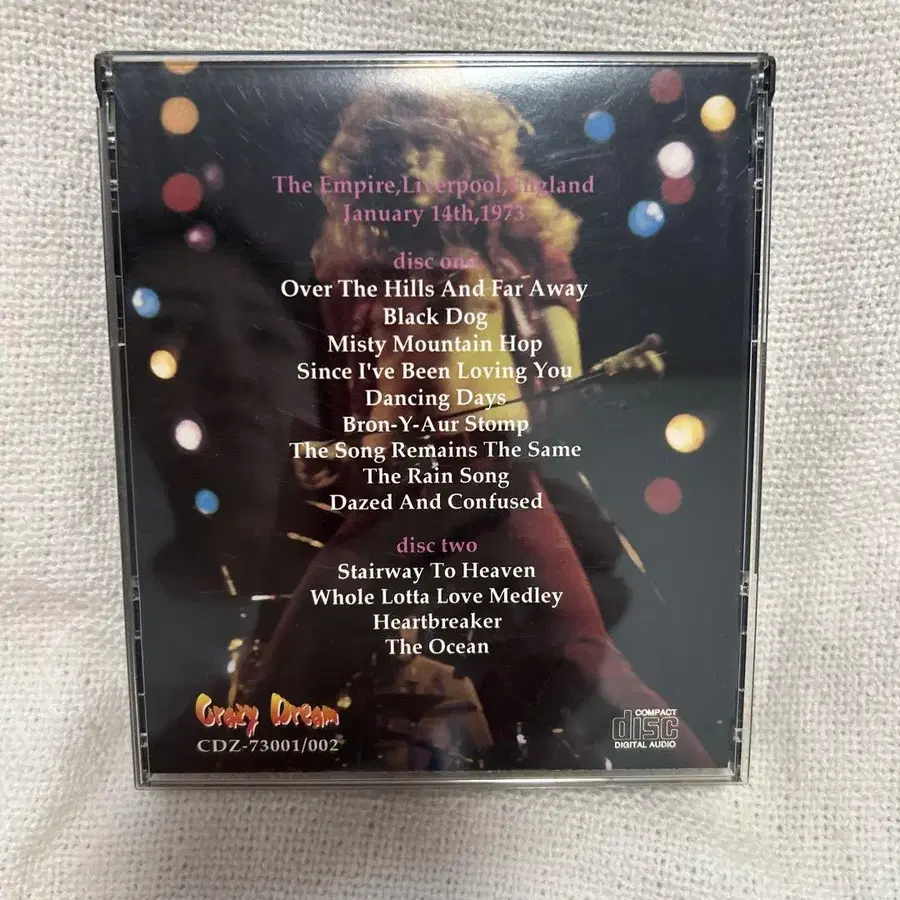 The Empire,Liverpool,England
January 14th,1973
disc one
Over The Hills And Far Away
Black Dog
Misty Mountain Hop
Since I've Been Loving You
Dancing Days
Bron-Y-Aur Stomp
The Song Remains The Same
The Rain Song
Dazed And Confused
disc two
Stairway To Heaven
Whole Lotta Love Medley
Heartbreaker
The Ocean
Crazy Dream
CDZ-73001/002
COMPACT
disc
DIGITAL AUDIO